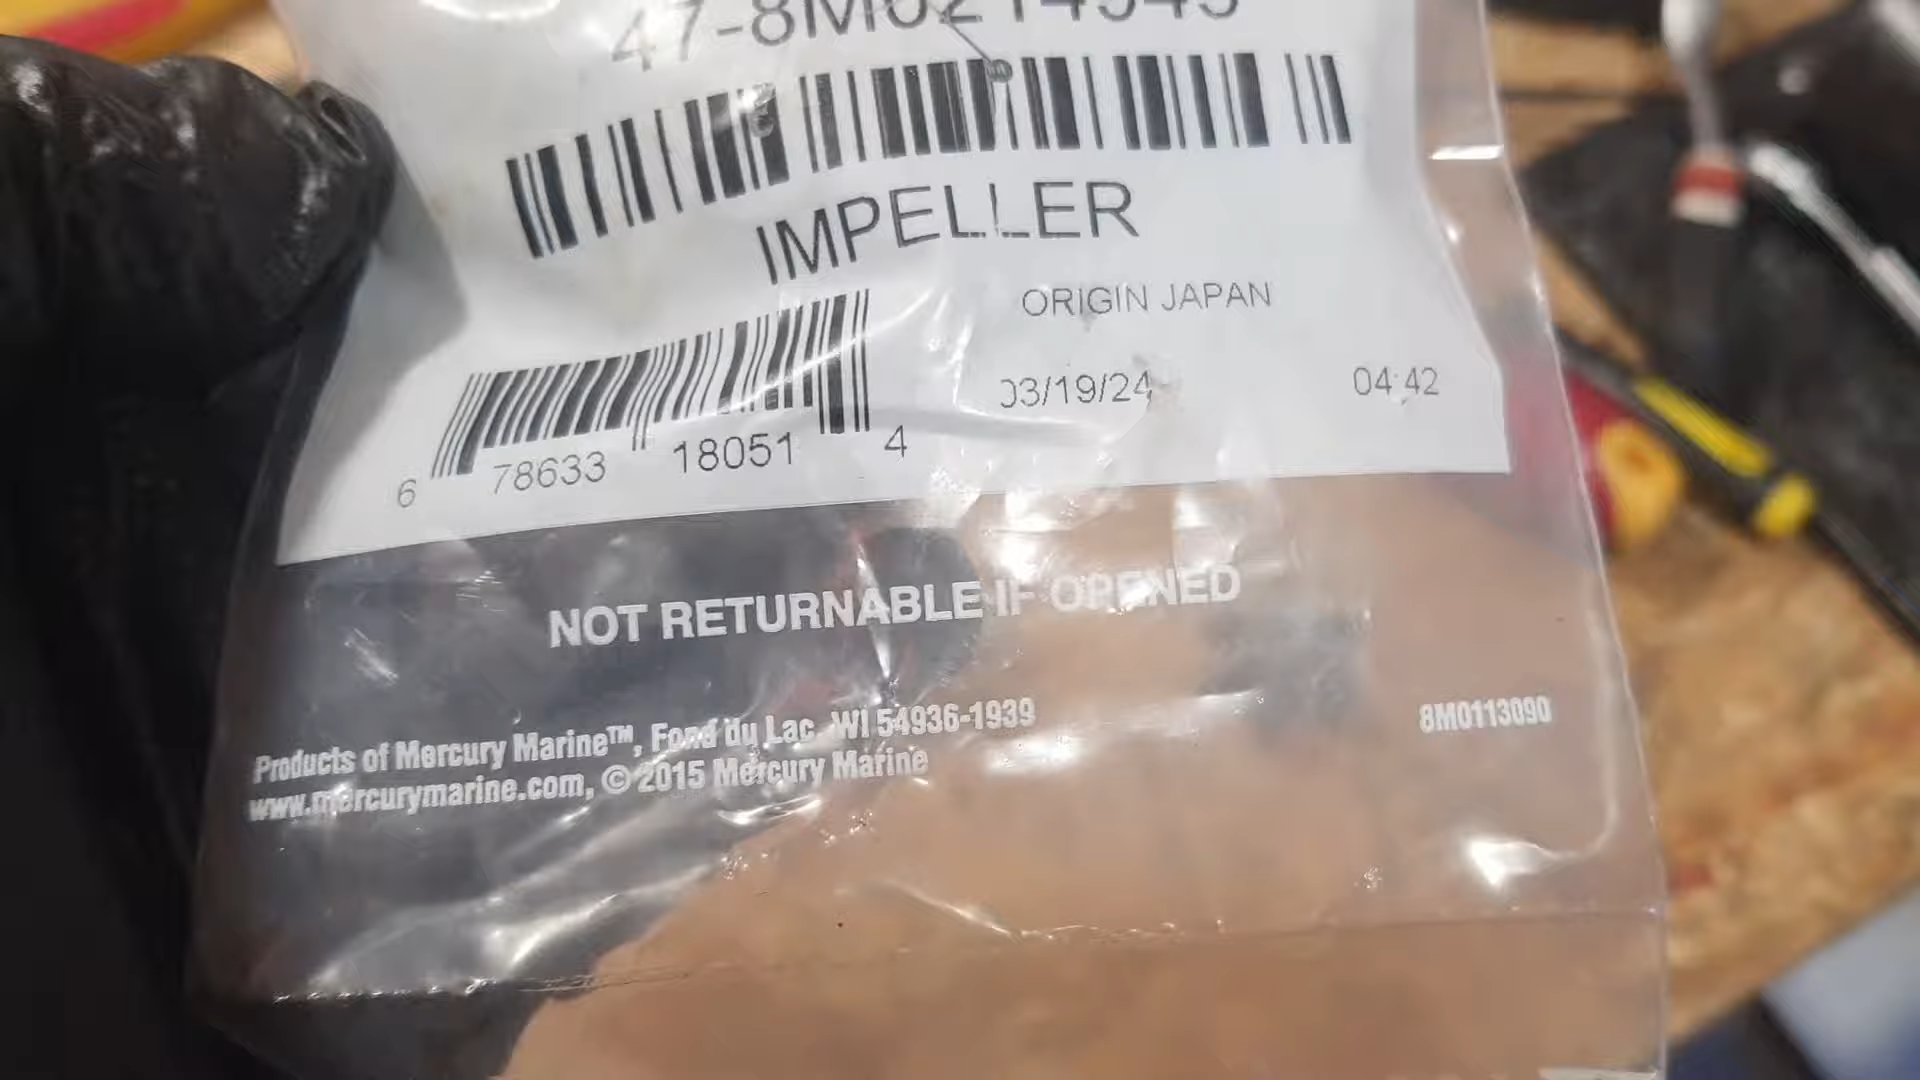 IMPELLER
ORIGIN JAPAN
03/19/24 04:42
6 78633 18051 4
NOT RETURNABLE IF OPENED
Products of Mercury Marine™, Fond du Lac, WI 54936-1939
www.mercurymarine.com, © 2015 Mercury Marine
8M0113090